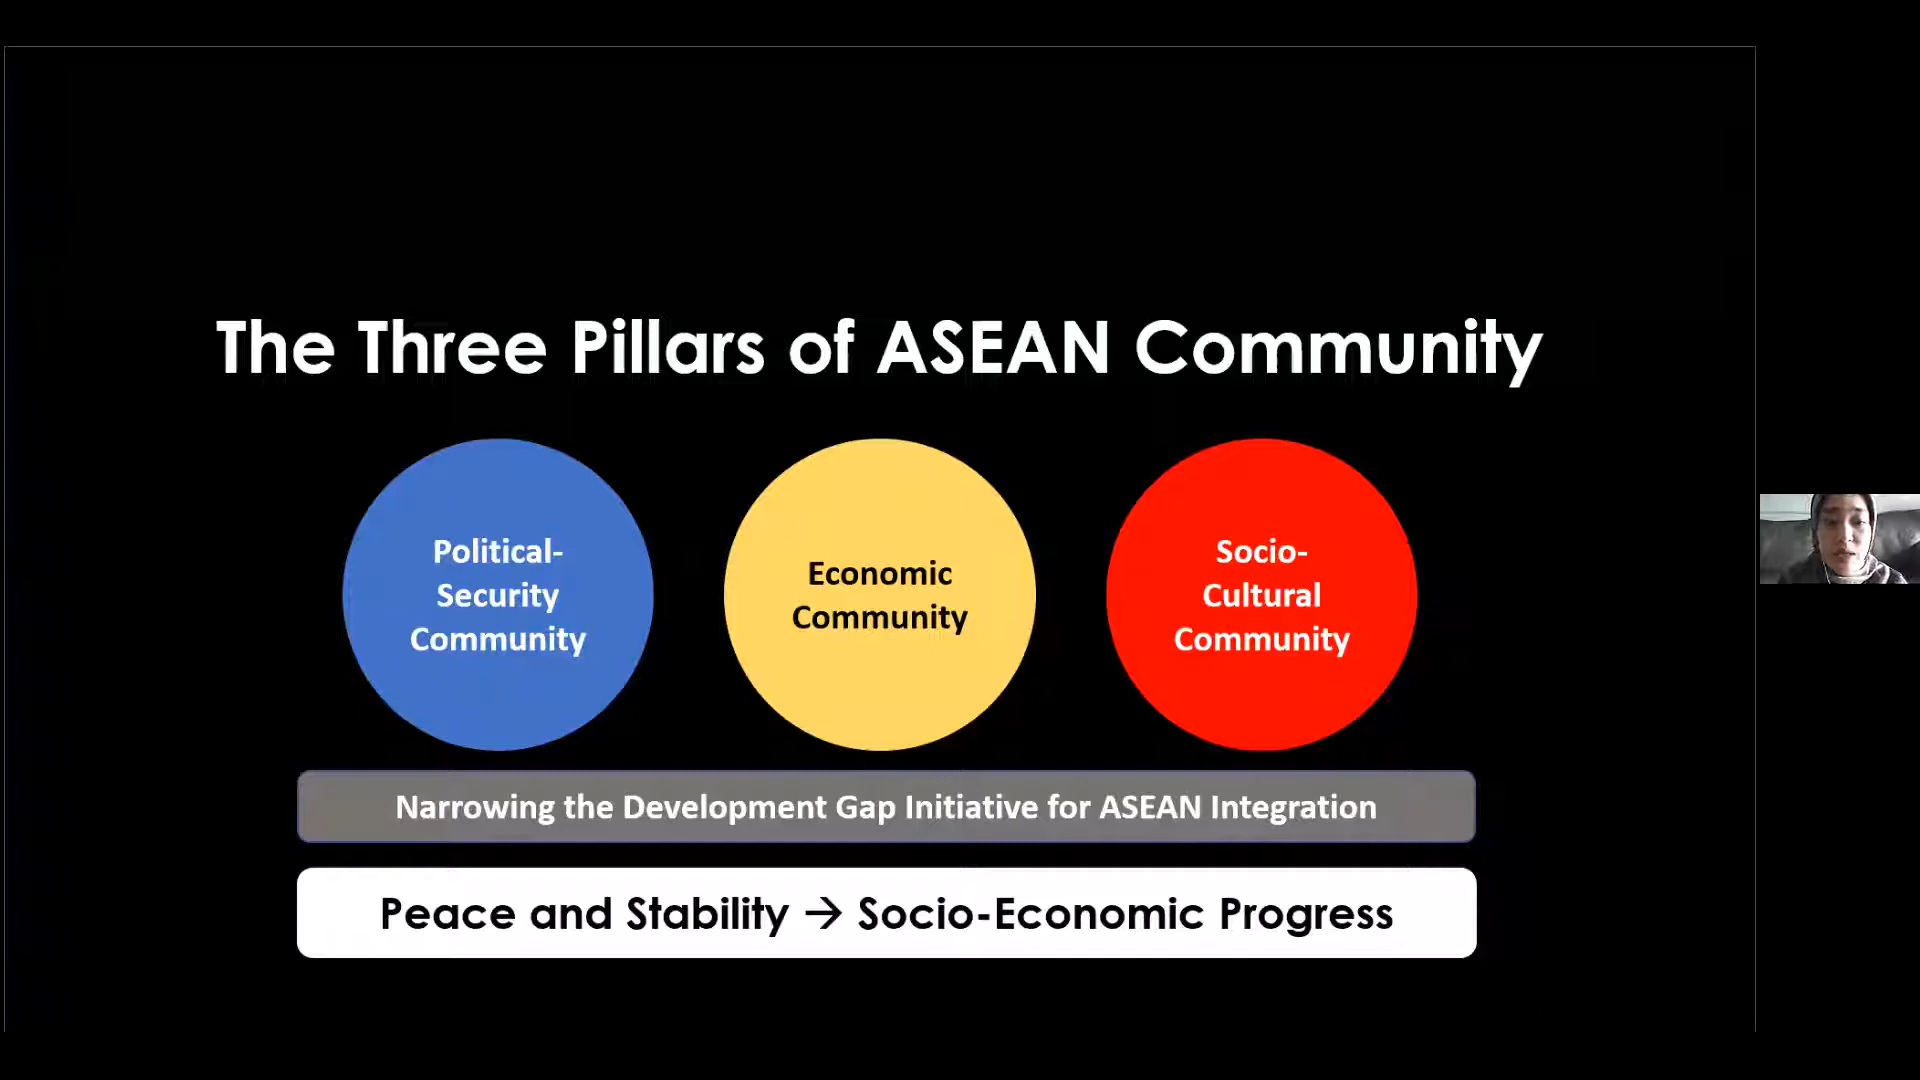 The Three Pillars of ASEAN Community
Political-
Security
Community
Economic
Community
Socio-
Cultural
Community
Narrowing the Development Gap Initiative for ASEAN Integration
Peace and Stability → Socio-Economic Progress